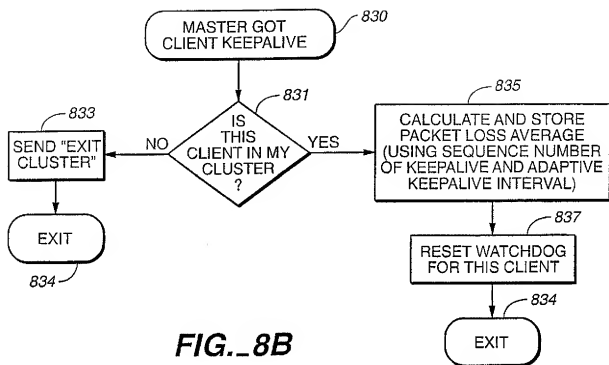 830
MASTER GOT
CLIENT KEEPALIVE
831
IS
THIS
CLIENT IN MY
CLUSTER
?
NO
YES
833
SEND "EXIT
CLUSTER"
EXIT
834
835
CALCULATE AND STORE
PACKET LOSS AVERAGE
(USING SEQUENCE NUMBER
OF KEEPALIVE AND ADAPTIVE
KEEPALIVE INTERVAL)
837
RESET WATCHDOG
FOR THIS CLIENT
834
EXIT
FIG._8B